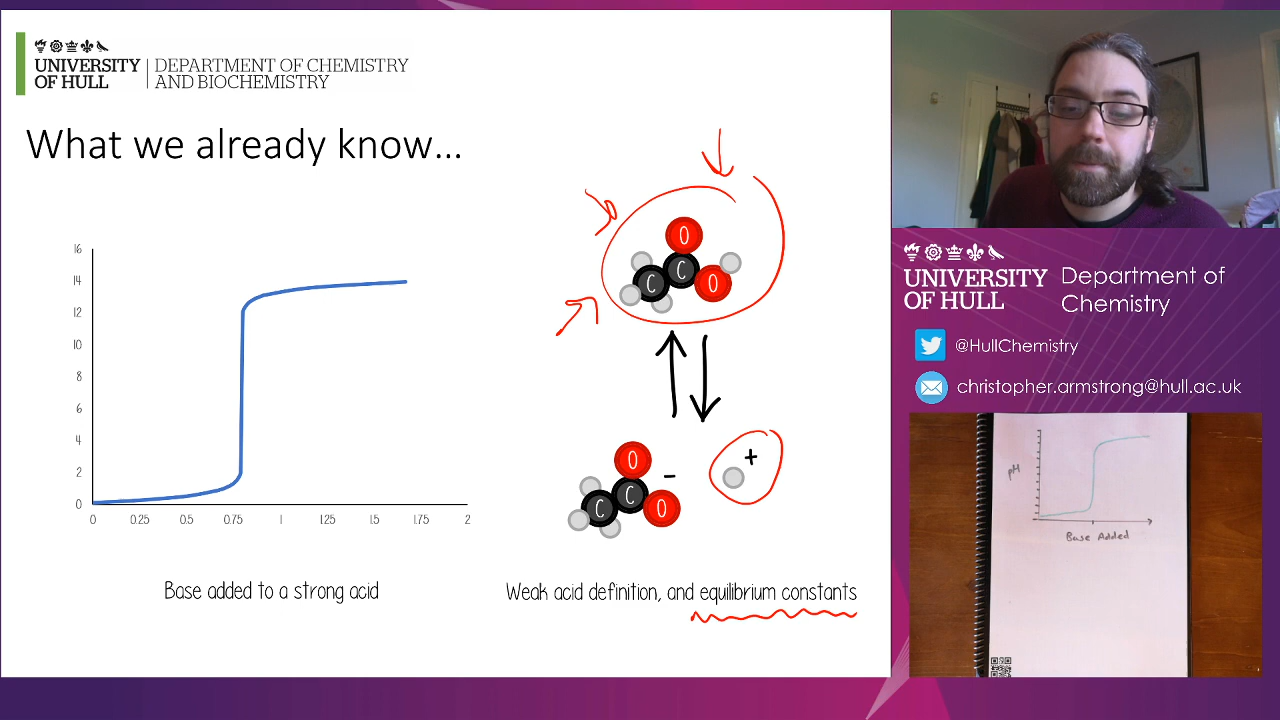 UNIVERSITY
OF HULL
DEPARTMENT OF CHEMISTRY
AND BIOCHEMISTRY
What we already know...
16
14
12
10
8
6
4
2
0
0 0.25 0.5 0.75 1 1.25 1.5 1.75 2
Base added to a strong acid
O
C
C
O
O
C
C
O
−
+
Weak acid definition, and equilibrium constants
UNIVERSITY
OF HULL
Department of
Chemistry
@HullChemistry
christopher.armstrong@hull.ac.uk
pH
Base Added